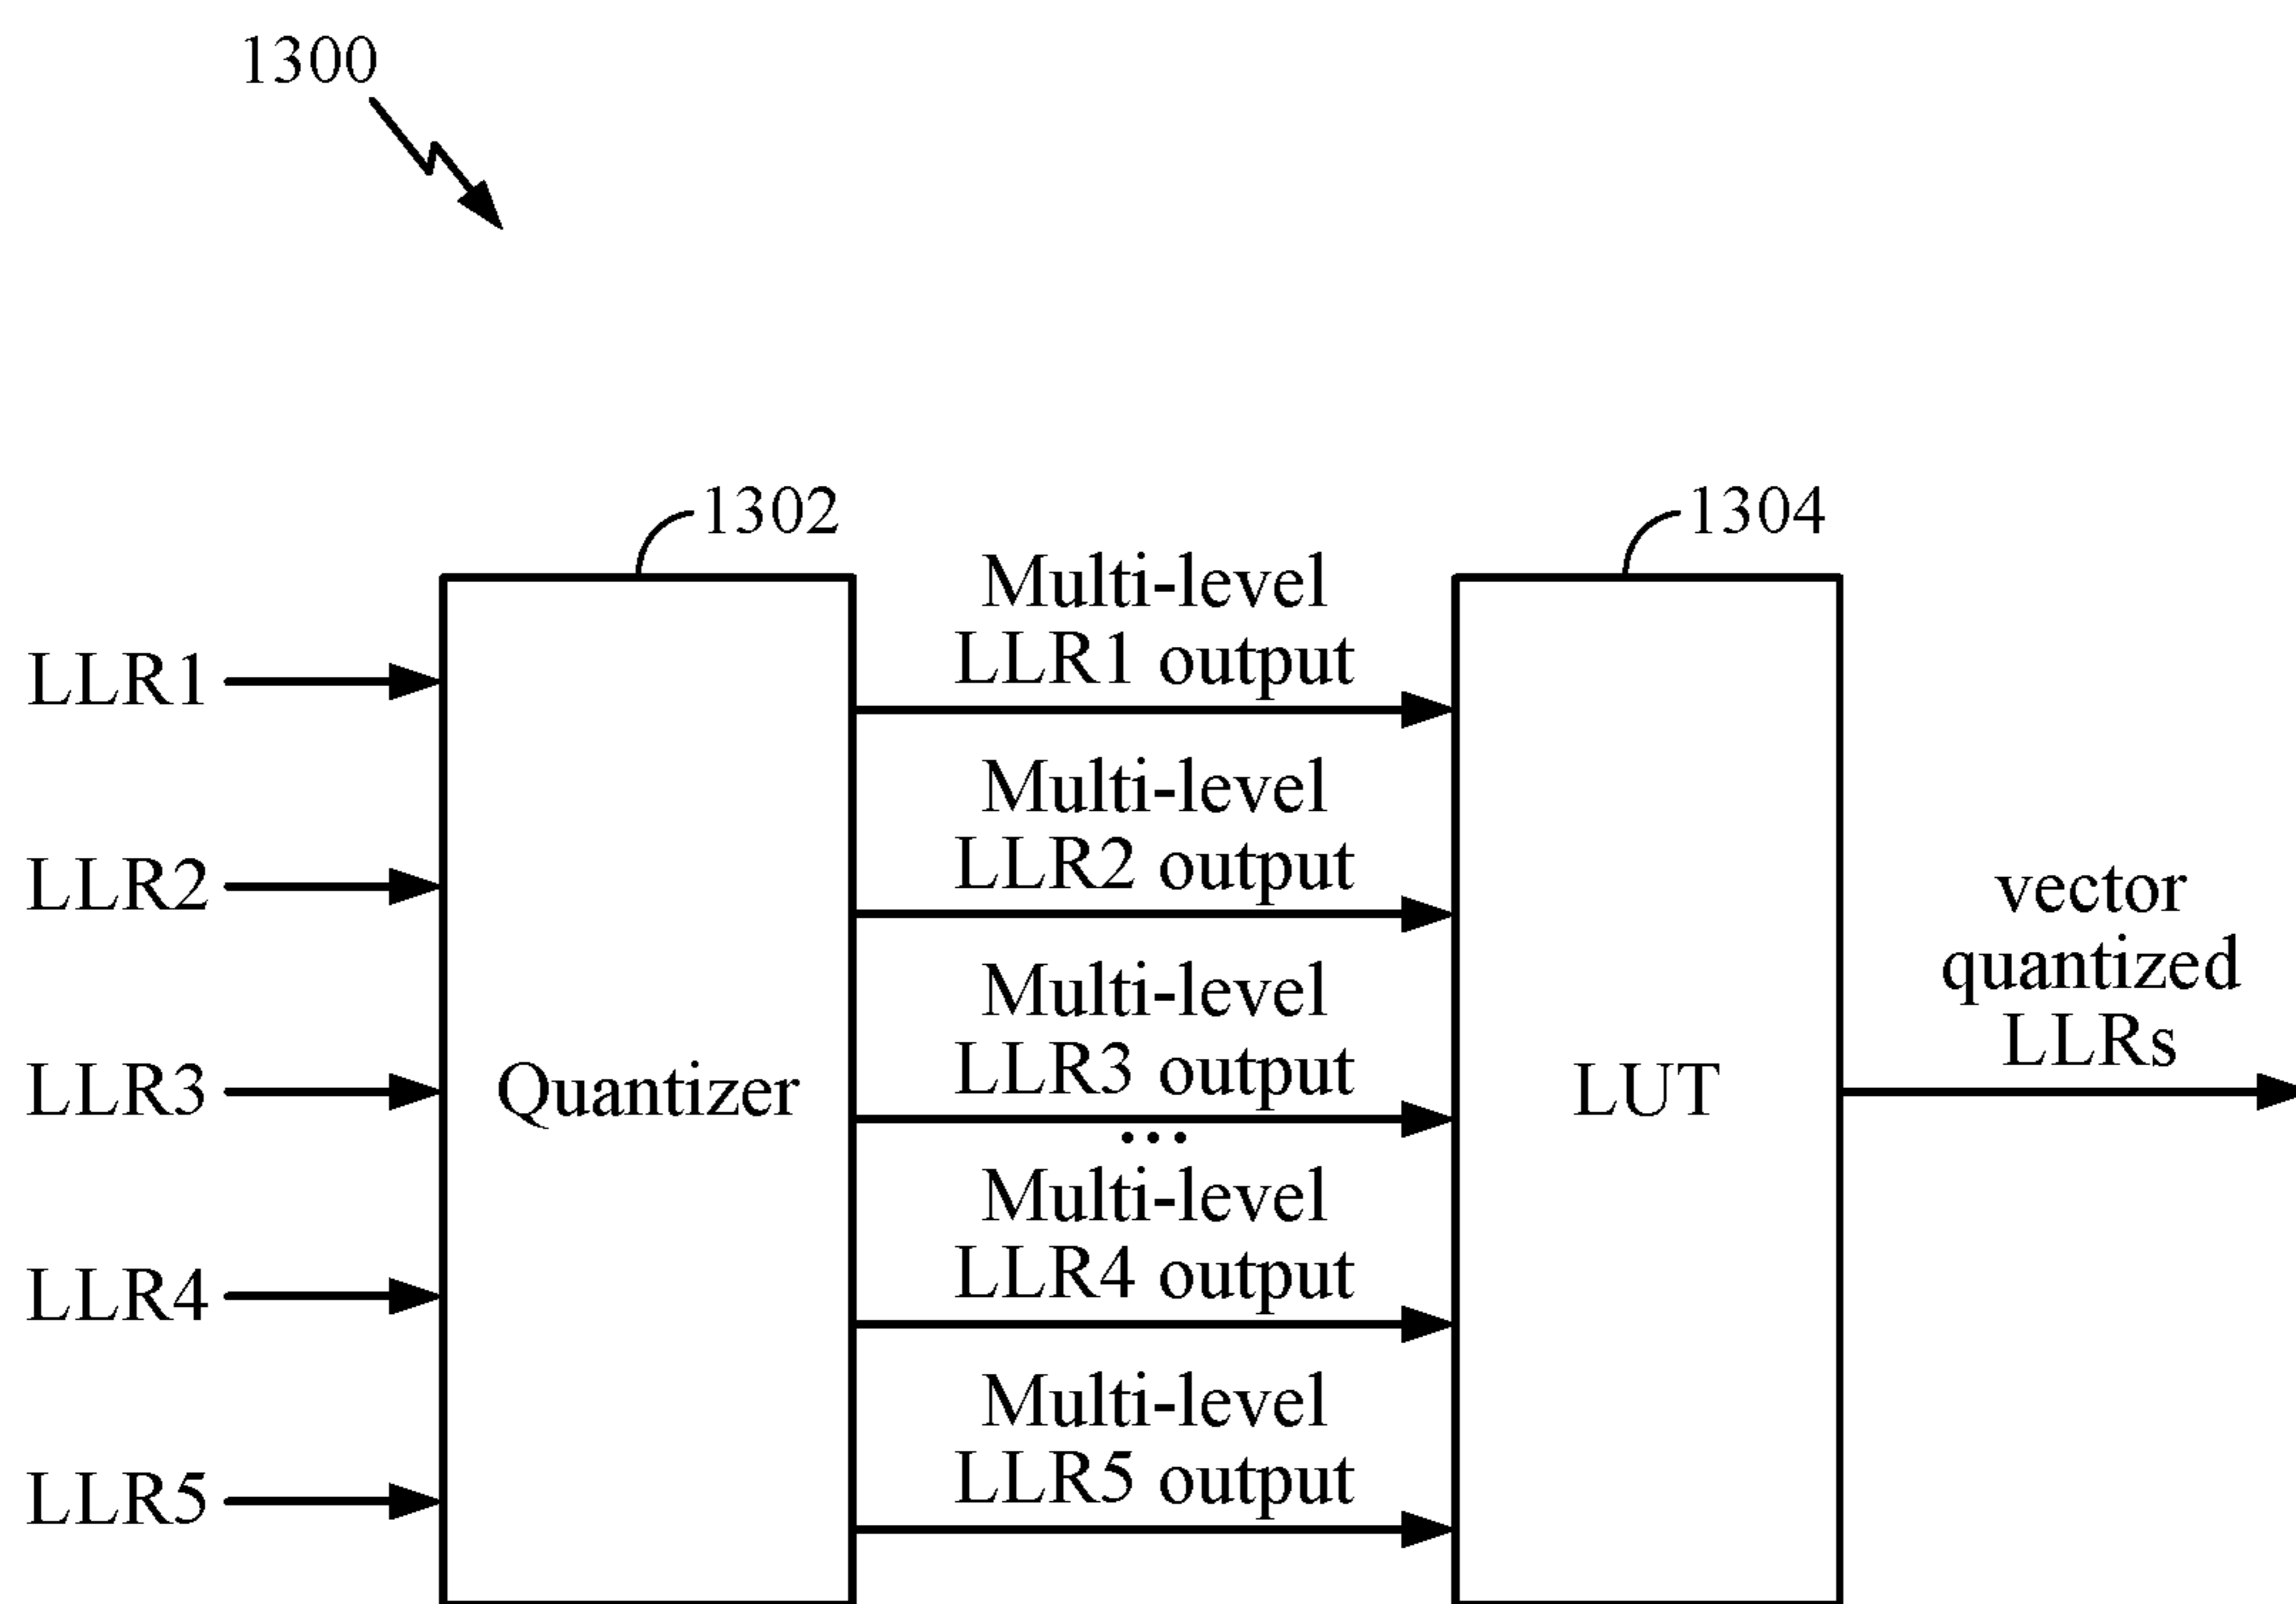 1300
1302
1304
LLR1
LLR2
LLR3
LLR4
LLR5
Quantizer
Multi-level
LLR1 output
Multi-level
LLR2 output
Multi-level
LLR3 output
...
Multi-level
LLR4 output
Multi-level
LLR5 output
LUT
vector
quantized
LLRs